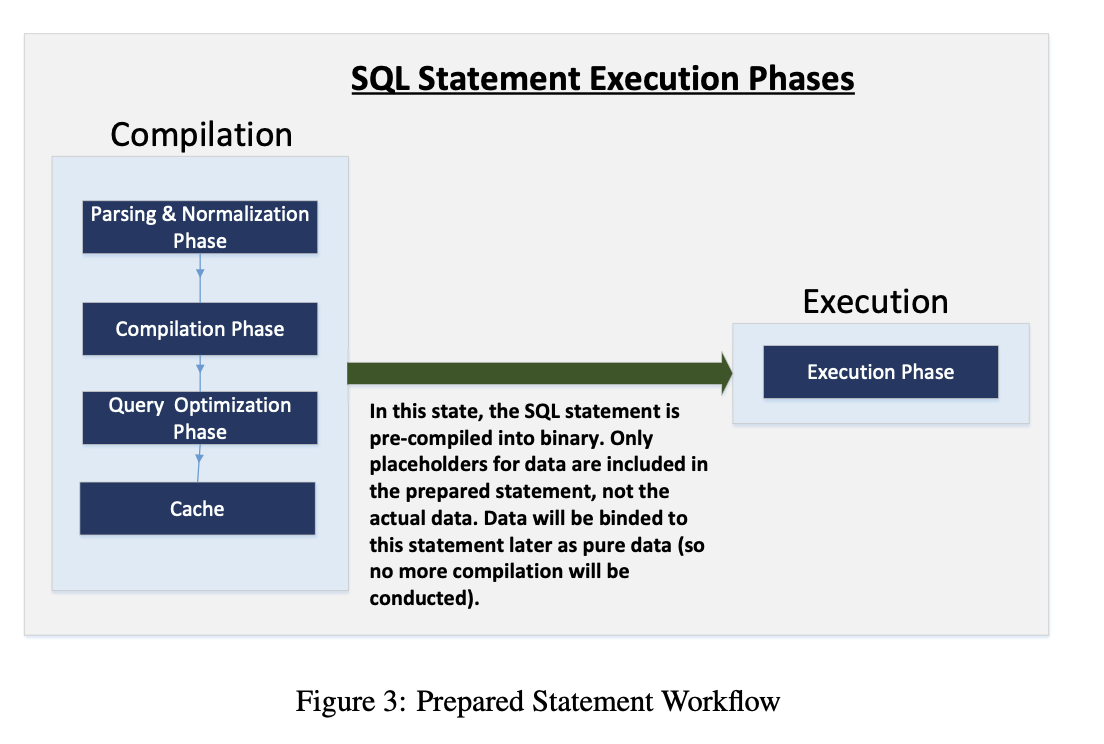 SQL Statement Execution Phases
Compilation
Parsing & Normalization
Phase
Compilation Phase
Query Optimization
Phase
Cache
In this state, the SQL statement is
pre-compiled into binary. Only
placeholders for data are included in
the prepared statement, not the
actual data. Data will be binded to
this statement later as pure data (so
no more compilation will be
conducted).
Execution
Execution Phase
Figure 3: Prepared Statement Workflow